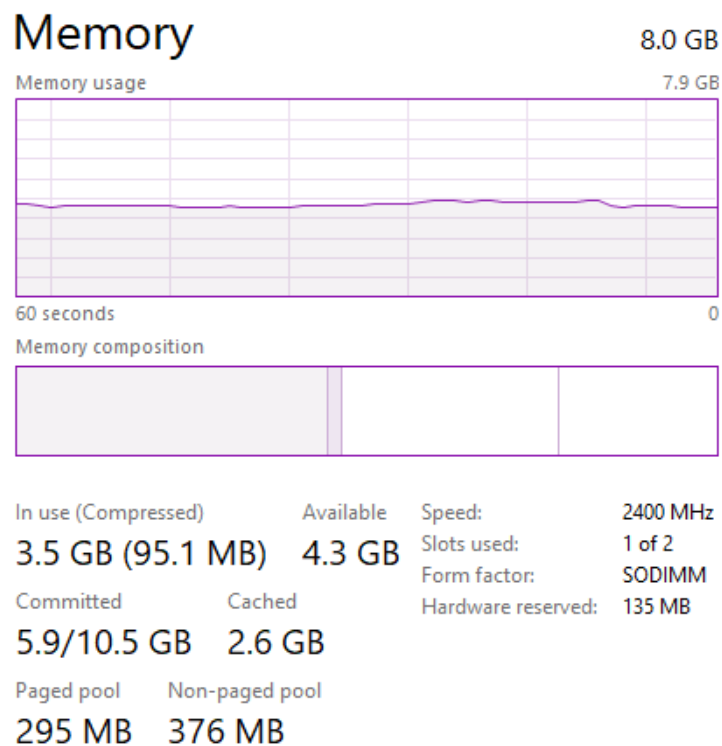 Memory 8.0 GB
Memory usage 7.9 GB
60 seconds 0
Memory composition
In use (Compressed) Available
3.5 GB (95.1 MB) 4.3 GB
Committed Cached
5.9/10.5 GB 2.6 GB
Paged pool Non-paged pool
295 MB 376 MB
Speed: 2400 MHz
Slots used: 1 of 2
Form factor: SODIMM
Hardware reserved: 135 MB